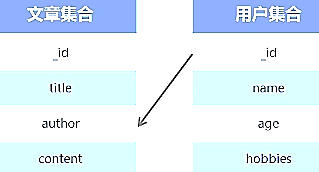 文章集合
_id
title
author
content
用户集合
_id
name
age
hobbies